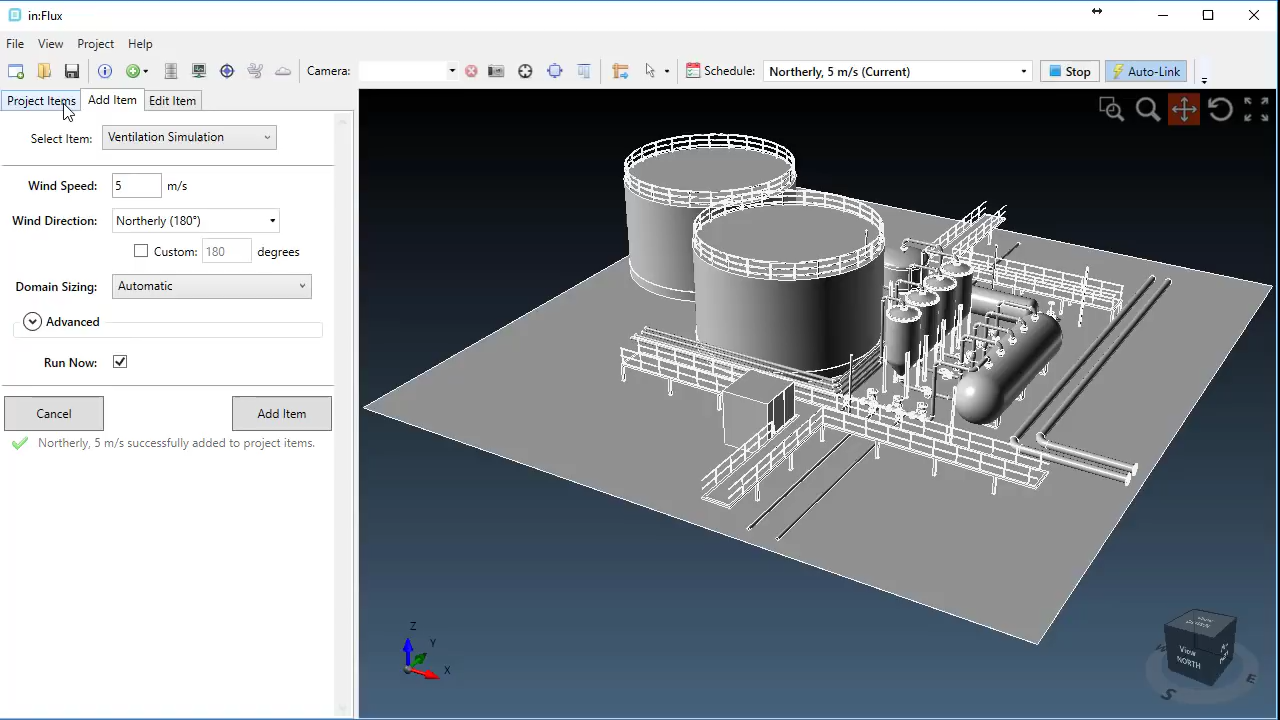 in:Flux
File View Project Help
Camera: Schedule: Northerly, 5 m/s (Current) Stop Auto-Link
Project Items Add Item Edit Item
Select Item: Ventilation Simulation
Wind Speed: 5 m/s
Wind Direction: Northerly (180°)
Custom: 180 degrees
Domain Sizing: Automatic
Advanced
Run Now:
Cancel Add Item
Northerly, 5 m/s successfully added to project items.
Z
Y
X
View
NORTH
S
E